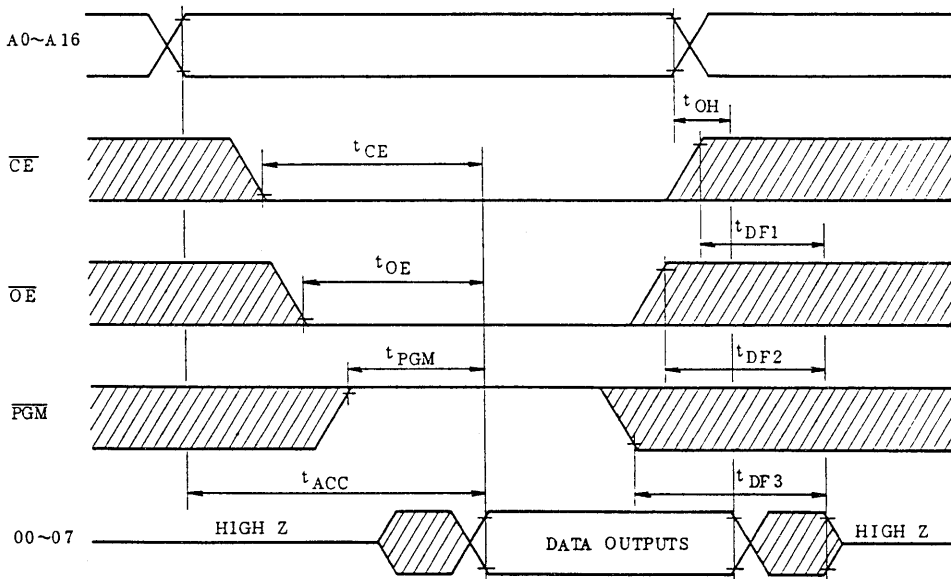 A0~A16
tOH
CE
tCE
tDF1
OE
tOE
tDF2
PGM
tPGM
tACC
tDF3
00~07
HIGH Z
DATA OUTPUTS
HIGH Z